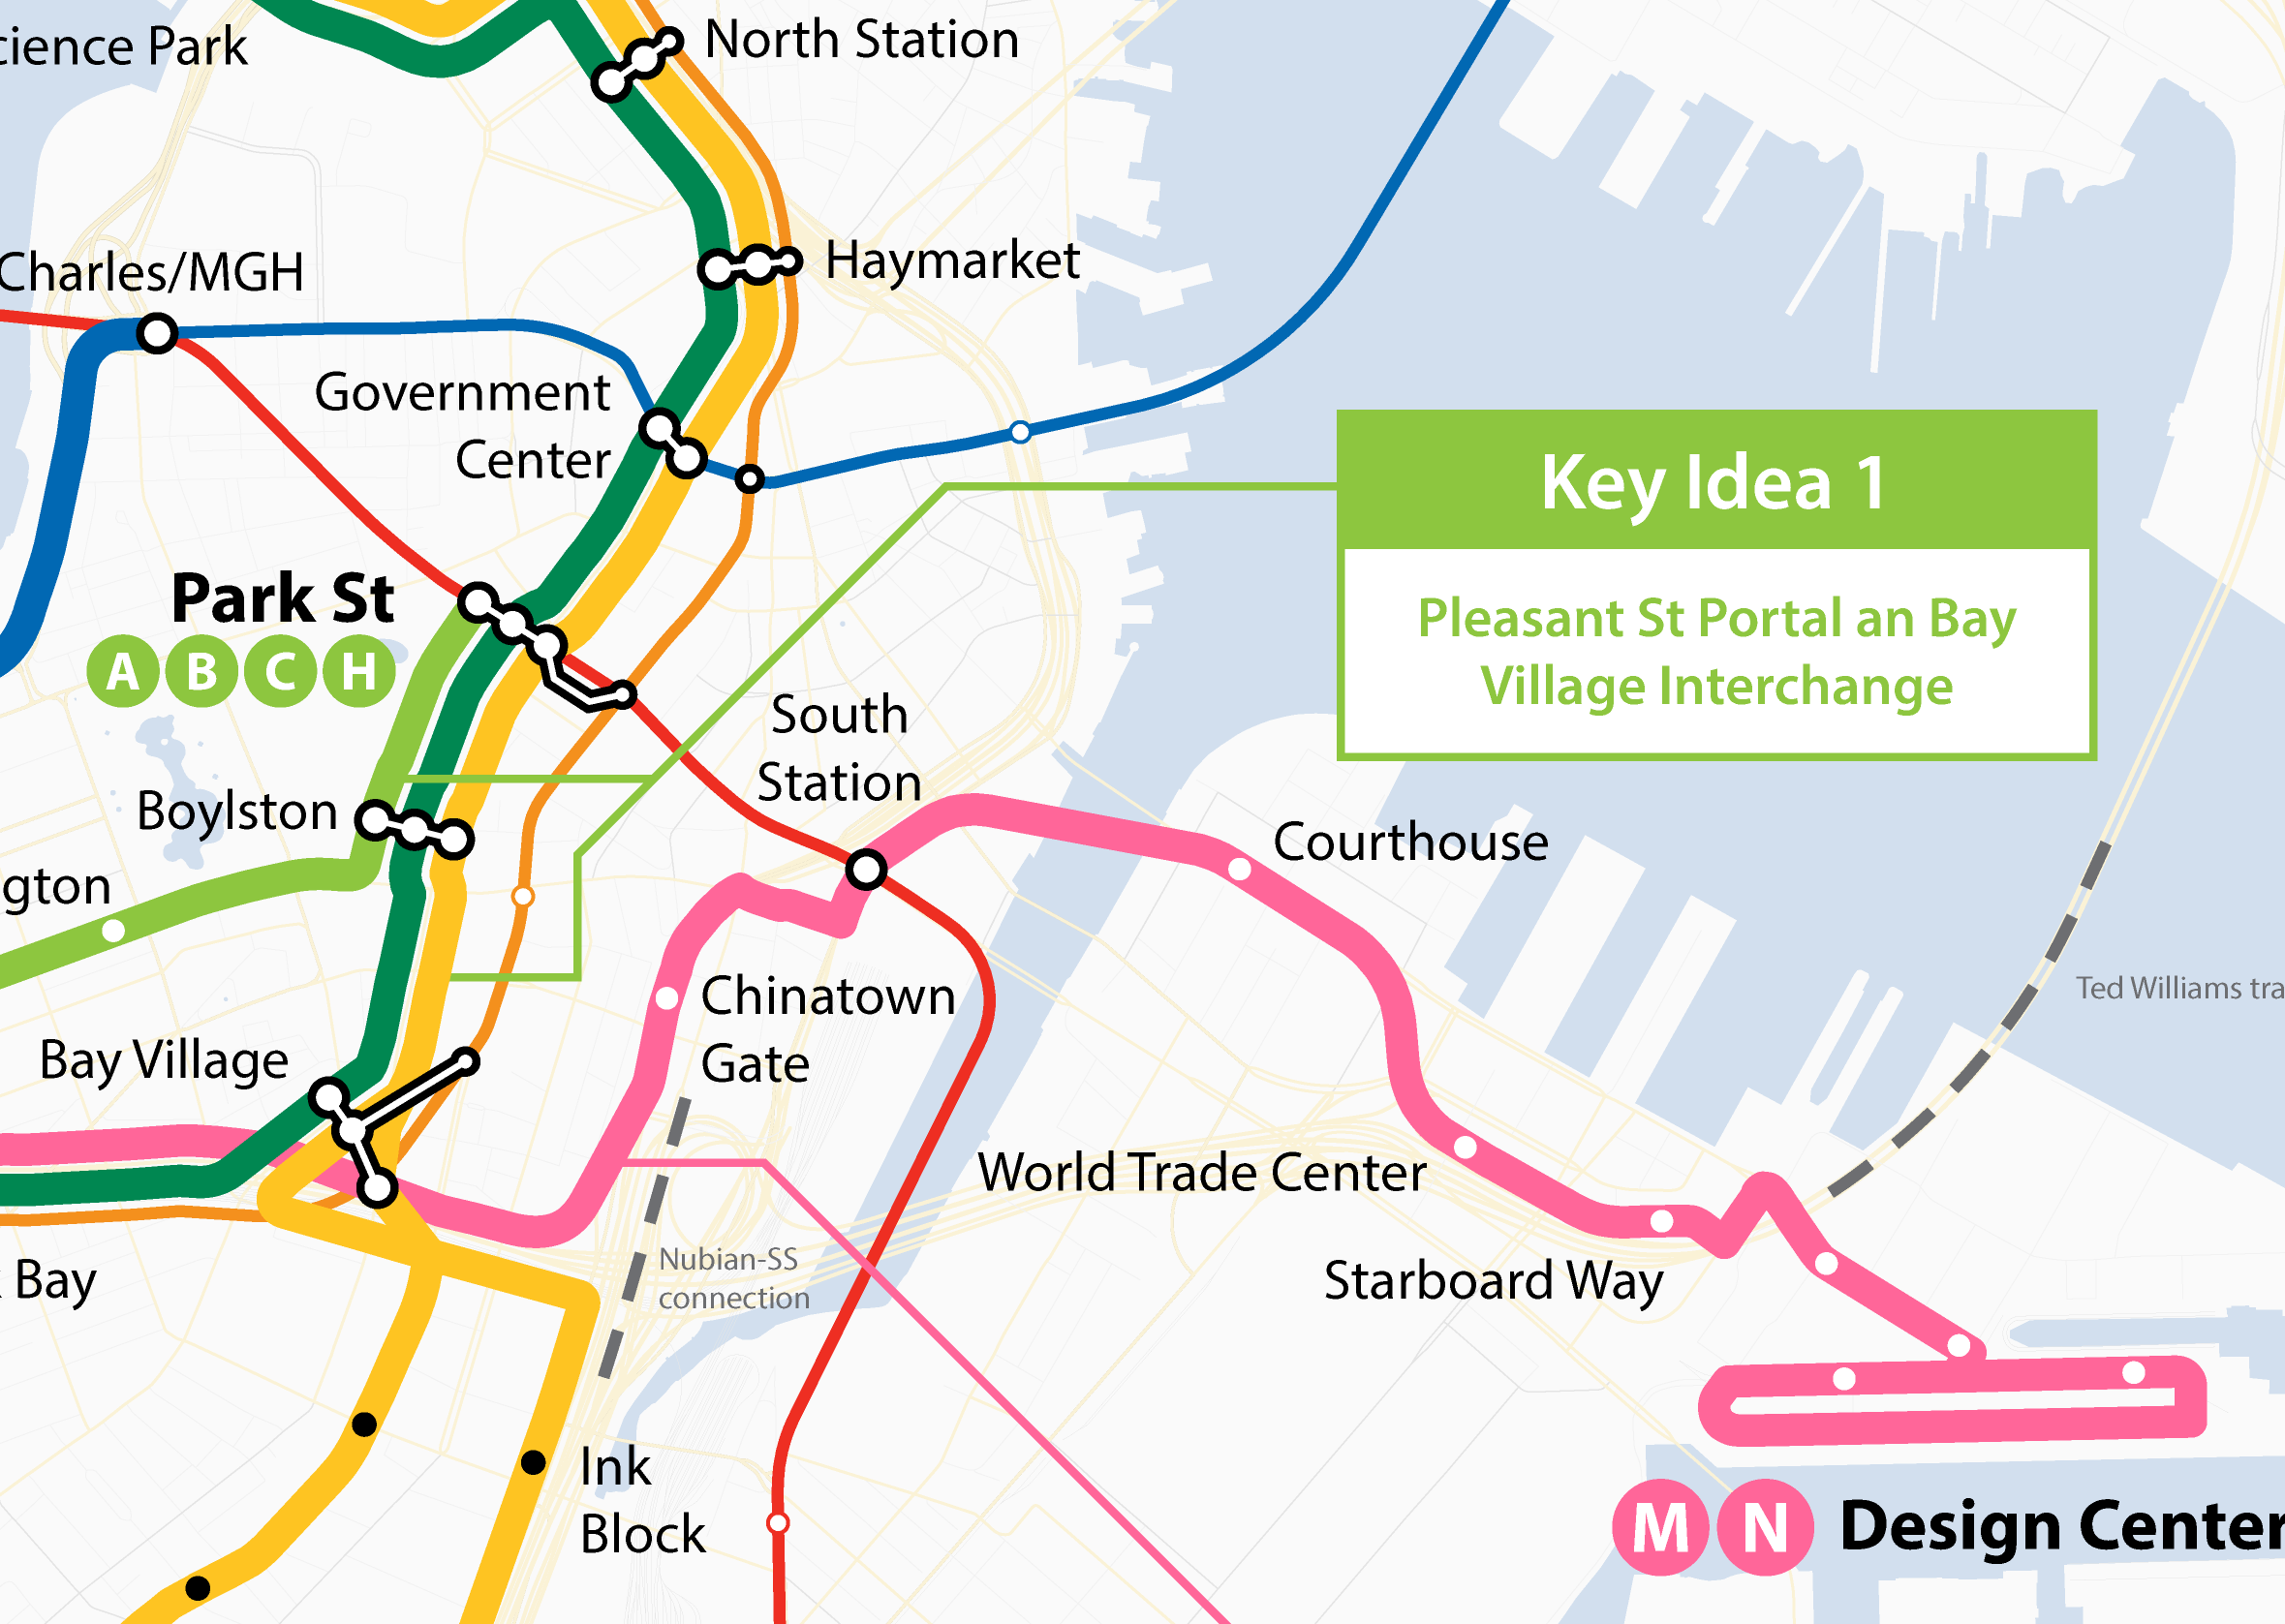 cience Park
North Station
Charles/MGH
Haymarket
Government
Center
Key Idea 1
Pleasant St Portal an Bay
Village Interchange
Park St
A B C H
South
Station
Boylston
Courthouse
gton
Chinatown
Gate
Ted Williams tra
Bay Village
World Trade Center
Nubian-SS
connection
Bay
Starboard Way
Ink
Block
M N Design Center